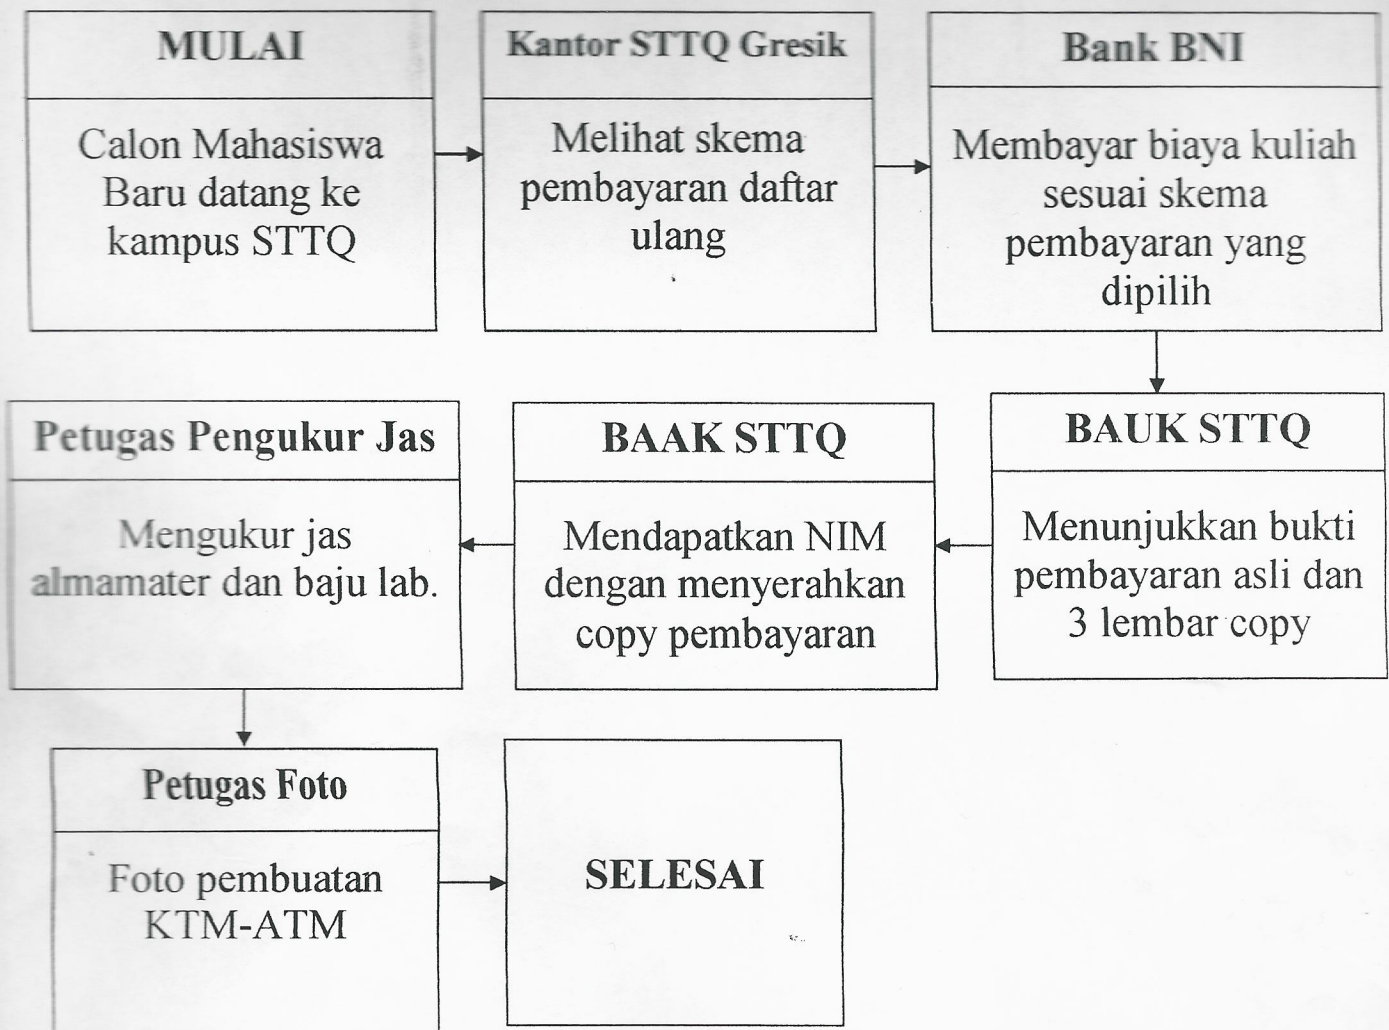 MULAI
Calon Mahasiswa
Baru datang ke
kampus STTQ
Kantor STTQ Gresik
Melihat skema
pembayaran daftar
ulang
Bank BNI
Membayar biaya kuliah
sesuai skema
pembayaran yang
dipilih
BAUK STTQ
Menunjukkan bukti
pembayaran asli dan
3 lembar copy
BAAK STTQ
Mendapatkan NIM
dengan menyerahkan
copy pembayaran
Petugas Pengukur Jas
Mengukur jas
almamater dan baju lab.
Petugas Foto
Foto pembuatan
KTM-ATM
SELESAI